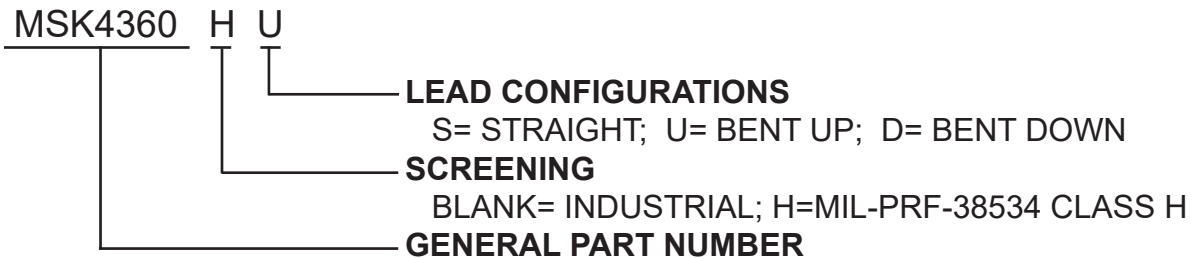 MSK4360 H U
LEAD CONFIGURATIONS
S= STRAIGHT; U= BENT UP; D= BENT DOWN
SCREENING
BLANK= INDUSTRIAL; H=MIL-PRF-38534 CLASS H
GENERAL PART NUMBER